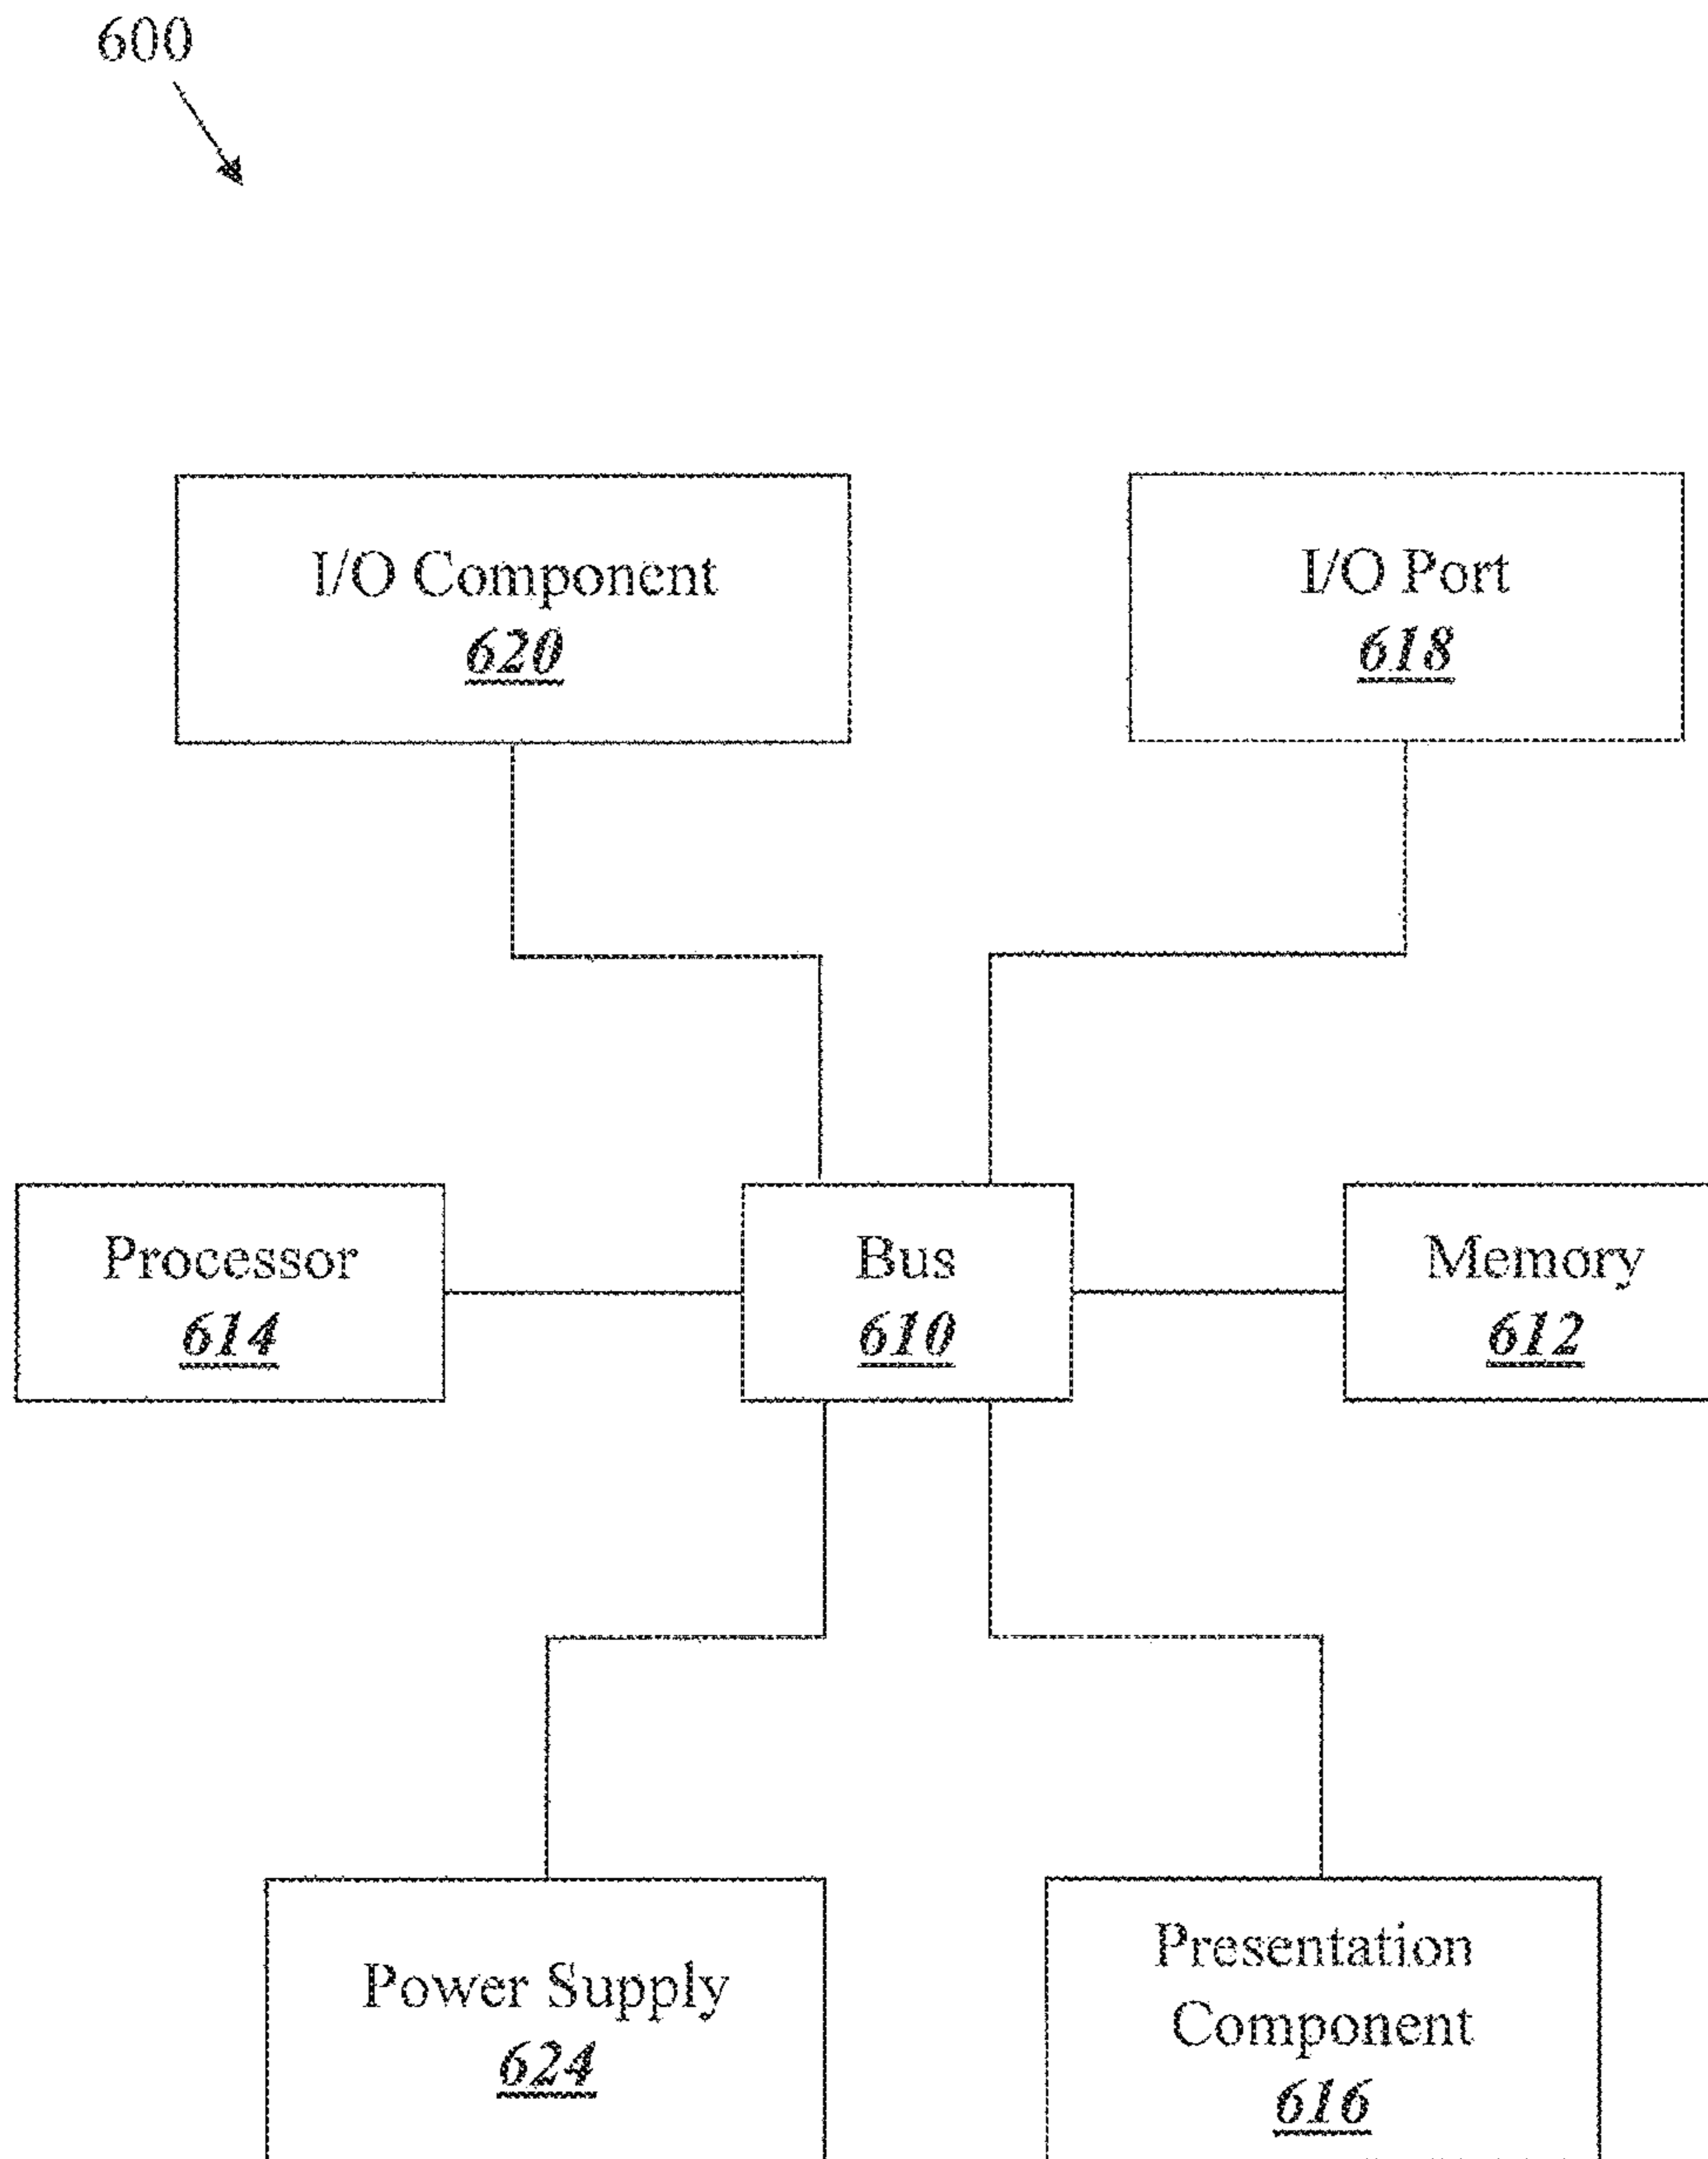 600
I/O Component
620
I/O Port
618
Processor
614
Bus
610
Memory
612
Power Supply
624
Presentation
Component
616